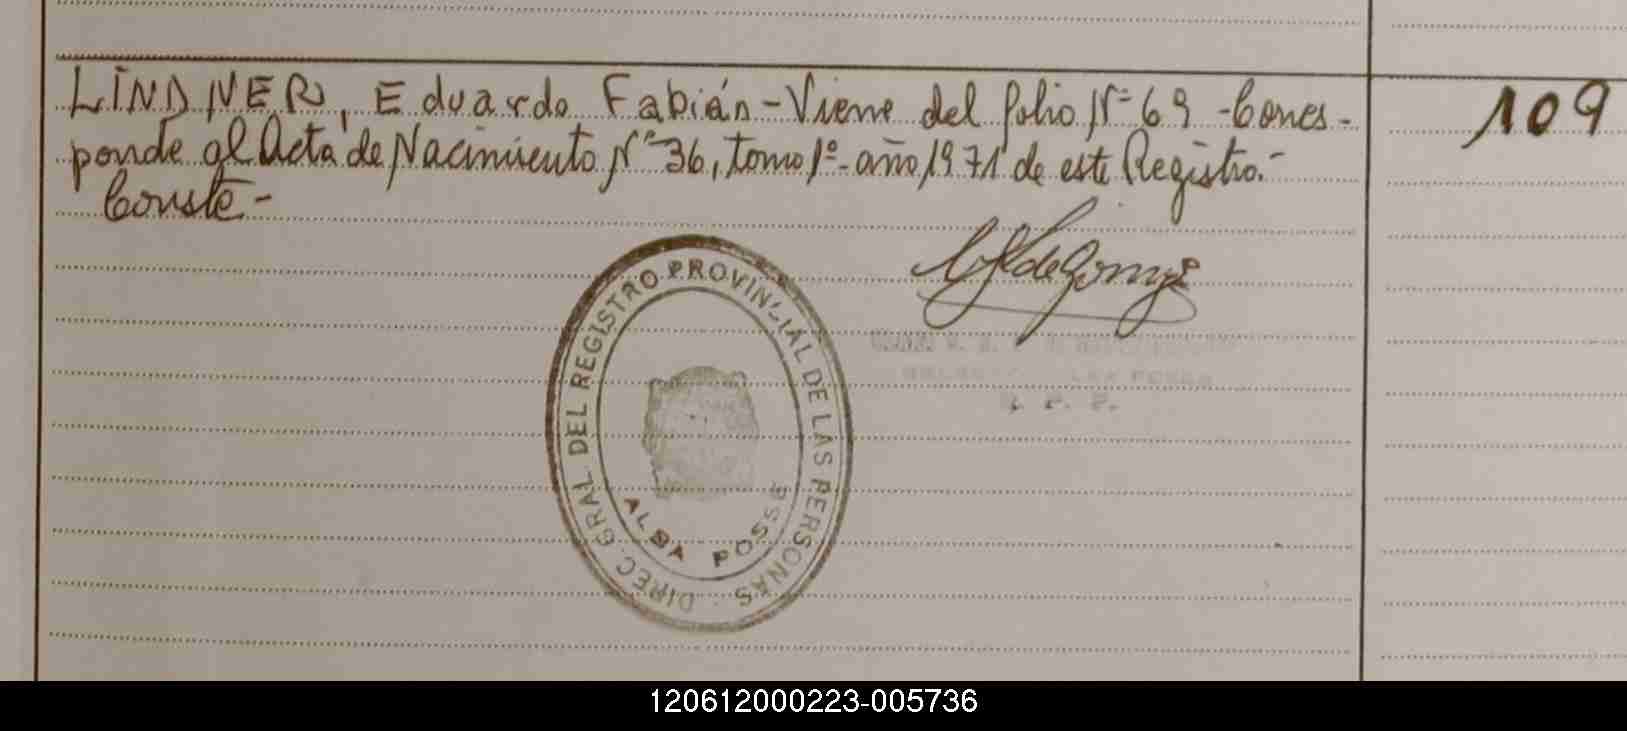 LINDNER, Eduardo Fabián - Viene del folio Nº 69 - Corres-
109
ponde al Acta de Nacimiento Nº 36, tomo 1º - año 1971 de este Registro.-
Conste-
DIREC. GRAL DEL REGISTRO PROVINCIAL DE LAS PERSONAS
ALBA POSSE
120612000223-005736